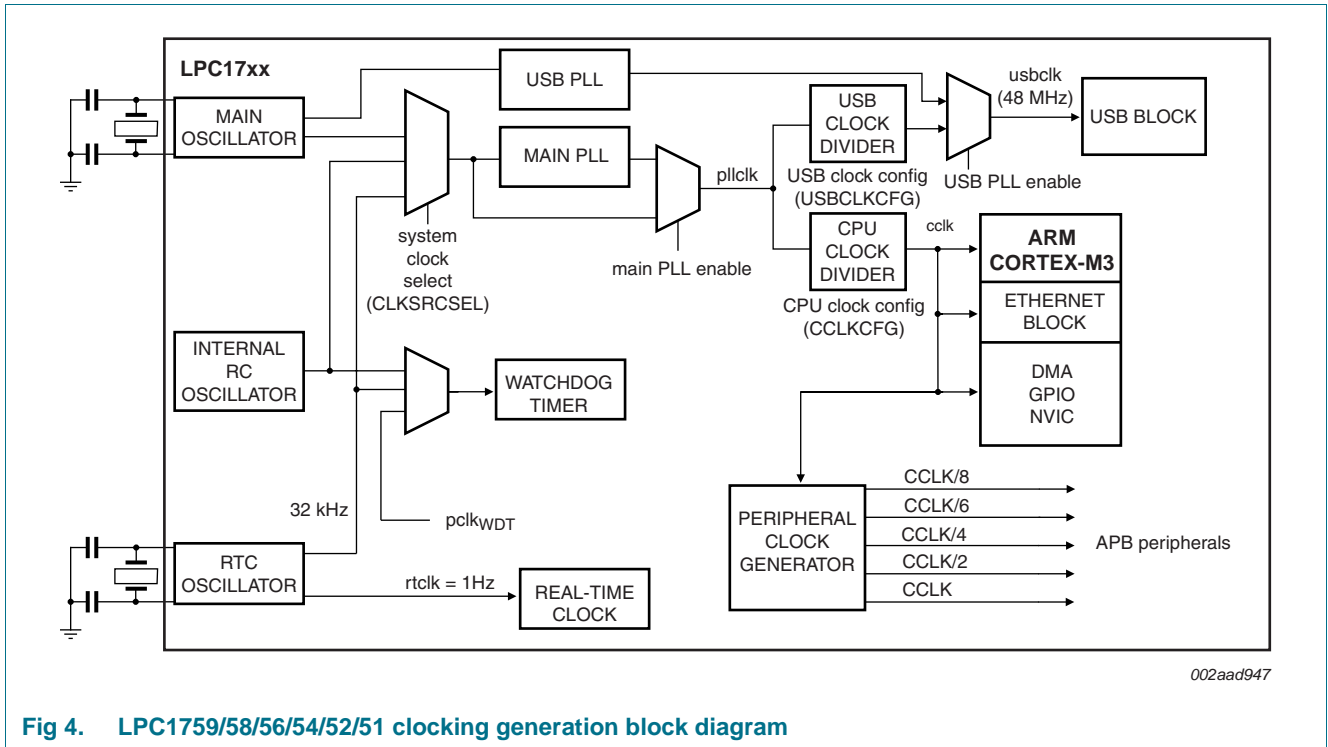 LPC17xx
MAIN
OSCILLATOR
USB PLL
MAIN PLL
system
clock
select
(CLKSRCSEL)
main PLL enable
pllclk
USB
CLOCK
DIVIDER
USB clock config
(USBCLKCFG)
usbclk
(48 MHz)
USB BLOCK
USB PLL enable
CPU
CLOCK
DIVIDER
CPU clock config
(CCLKCFG)
cclk
ARM
CORTEX-M3
ETHERNET
BLOCK
DMA
GPIO
NVIC
INTERNAL
RC
OSCILLATOR
WATCHDOG
TIMER
32 kHz
pclkWDT
RTC
OSCILLATOR
rtclk = 1Hz
REAL-TIME
CLOCK
PERIPHERAL
CLOCK
GENERATOR
CCLK/8
CCLK/6
CCLK/4
CCLK/2
CCLK
APB peripherals
002aad947
Fig 4. LPC1759/58/56/54/52/51 clocking generation block diagram